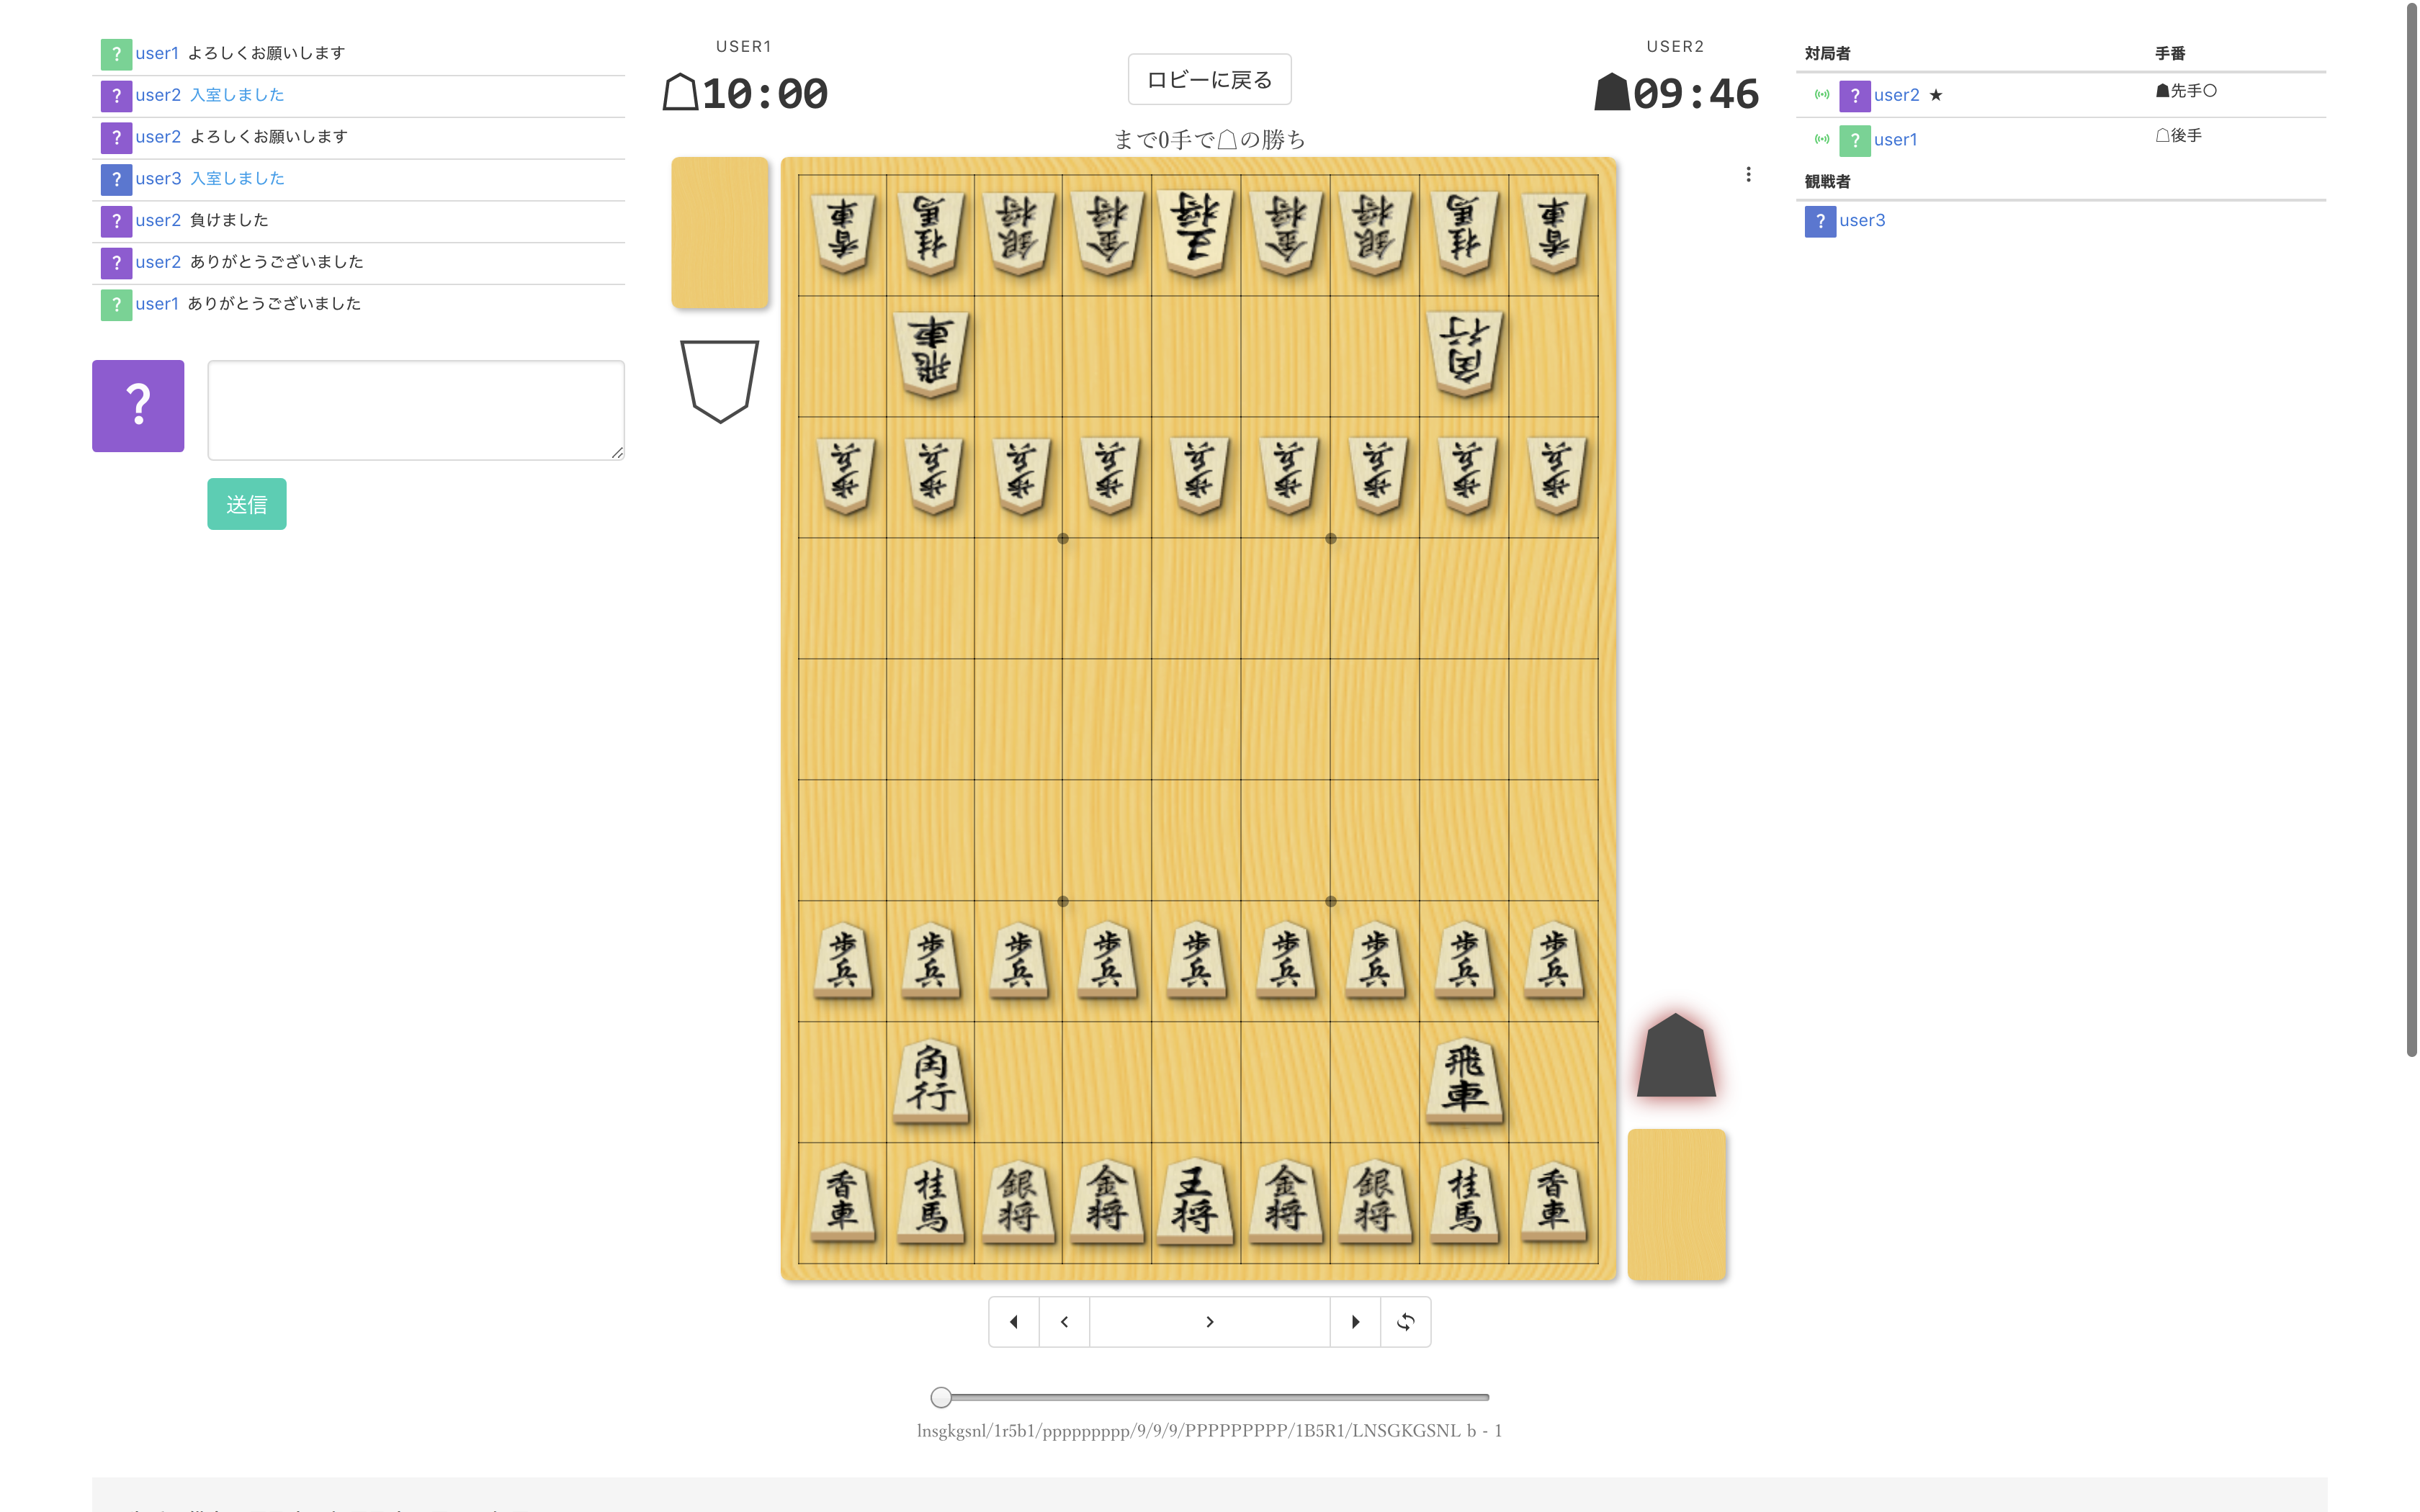 ? user1 よろしくお願いします
? user2 入室しました
? user2 よろしくお願いします
? user3 入室しました
? user2 負けました
? user2 ありがとうございました
? user1 ありがとうございました
?
送信
USER1
☖10:00
ロビーに戻る
USER2
☗09:46
まで0手で☖の勝ち
対局者 手番
? user2 ★ ☗先手○
? user1 ☖後手
観戦者
? user3
香車 桂馬 銀将 金将 王将 金将 銀将 桂馬 香車
飛車 角行
歩兵 歩兵 歩兵 歩兵 歩兵 歩兵 歩兵 歩兵 歩兵
歩兵 歩兵 歩兵 歩兵 歩兵 歩兵 歩兵 歩兵 歩兵
角行 飛車
香車 桂馬 銀将 金将 王将 金将 銀将 桂馬 香車
lnsgkgsnl/1r5b1/ppppppppp/9/9/9/PPPPPPPPP/1B5R1/LNSGKGSNL b - 1